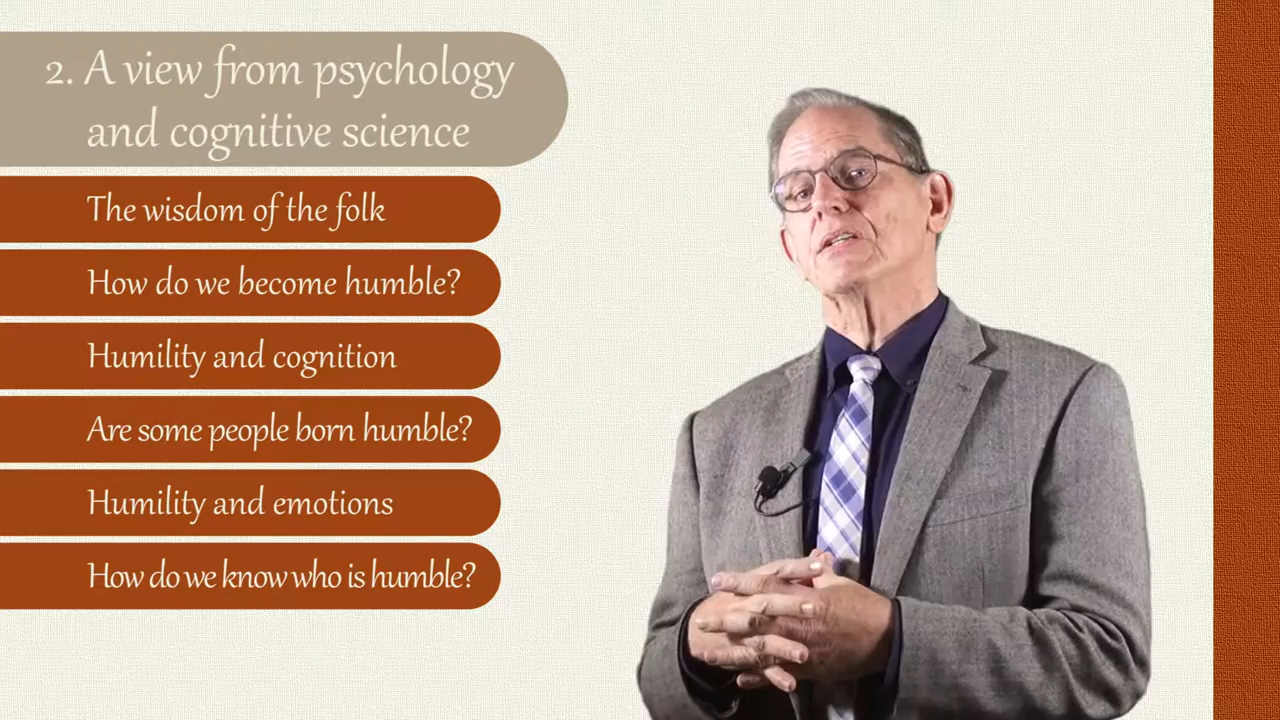 2. A view from psychology
and cognitive science
The wisdom of the folk
How do we become humble?
Humility and cognition
Are some people born humble?
Humility and emotions
How do we know who is humble?